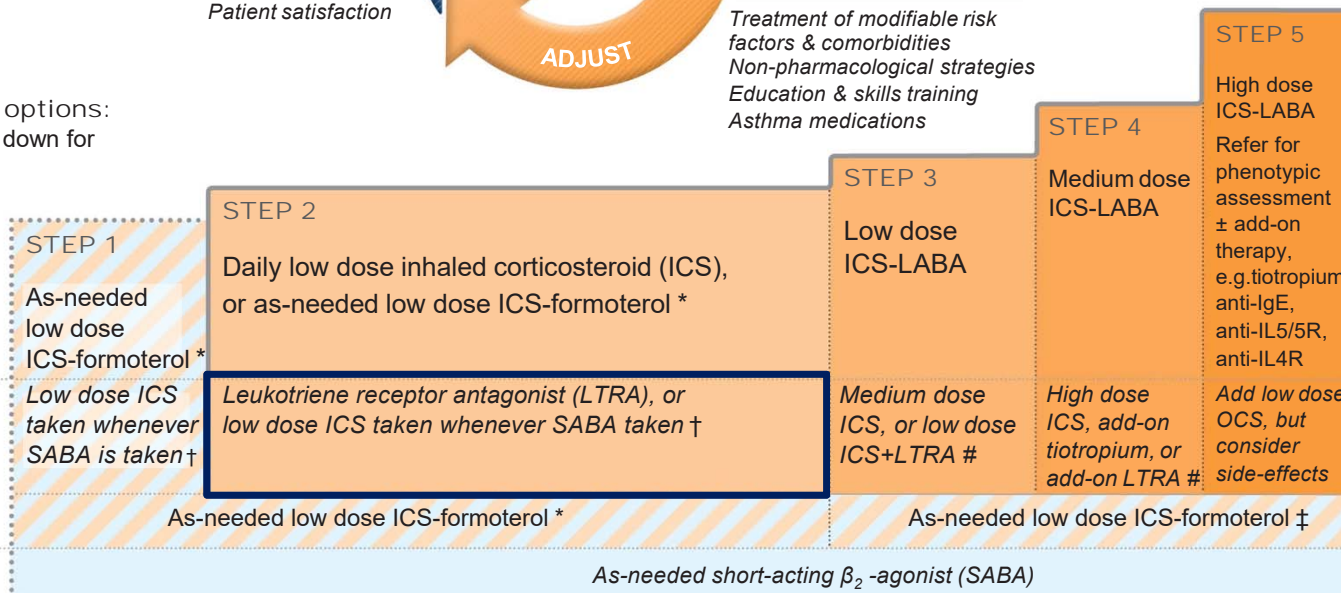 Patient satisfaction
ADJUST
Treatment of modifiable risk
factors & comorbidities
Non-pharmacological strategies
Education & skills training
Asthma medications
options:
down for
STEP 1
As-needed
low dose
ICS-formoterol *
STEP 2
Daily low dose inhaled corticosteroid (ICS),
or as-needed low dose ICS-formoterol *
STEP 3
Low dose
ICS-LABA
STEP 4
Medium dose
ICS-LABA
STEP 5
High dose
ICS-LABA
Refer for
phenotypic
assessment
± add-on
therapy,
e.g.tiotropium
anti-IgE,
anti-IL5/5R,
anti-IL4R
Low dose ICS
taken whenever
SABA is taken†
Leukotriene receptor antagonist (LTRA), or
low dose ICS taken whenever SABA taken †
Medium dose
ICS, or low dose
ICS+LTRA #
High dose
ICS, add-on
tiotropium, or
add-on LTRA #
Add low dose
OCS, but
consider
side-effects
As-needed low dose ICS-formoterol *
As-needed low dose ICS-formoterol ‡
As-needed short-acting β₂ -agonist (SABA)